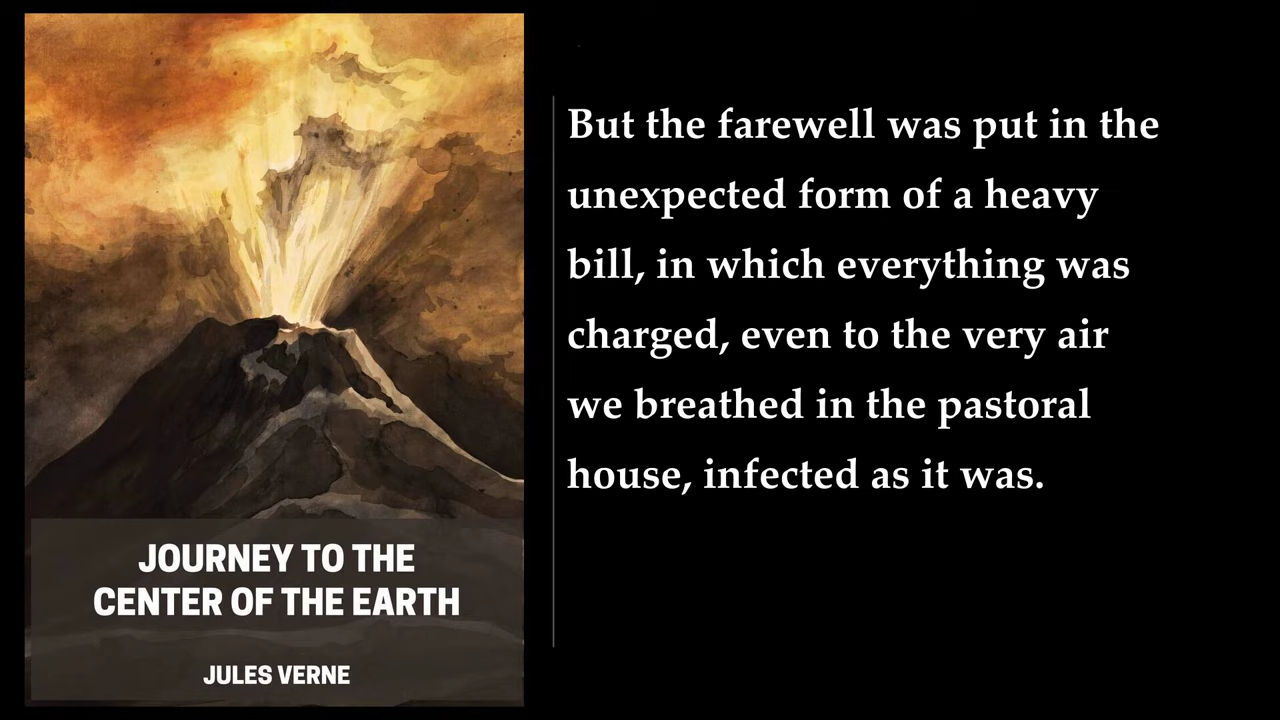 JOURNEY TO THE
CENTER OF THE EARTH
JULES VERNE
But the farewell was put in the
unexpected form of a heavy
bill, in which everything was
charged, even to the very air
we breathed in the pastoral
house, infected as it was.